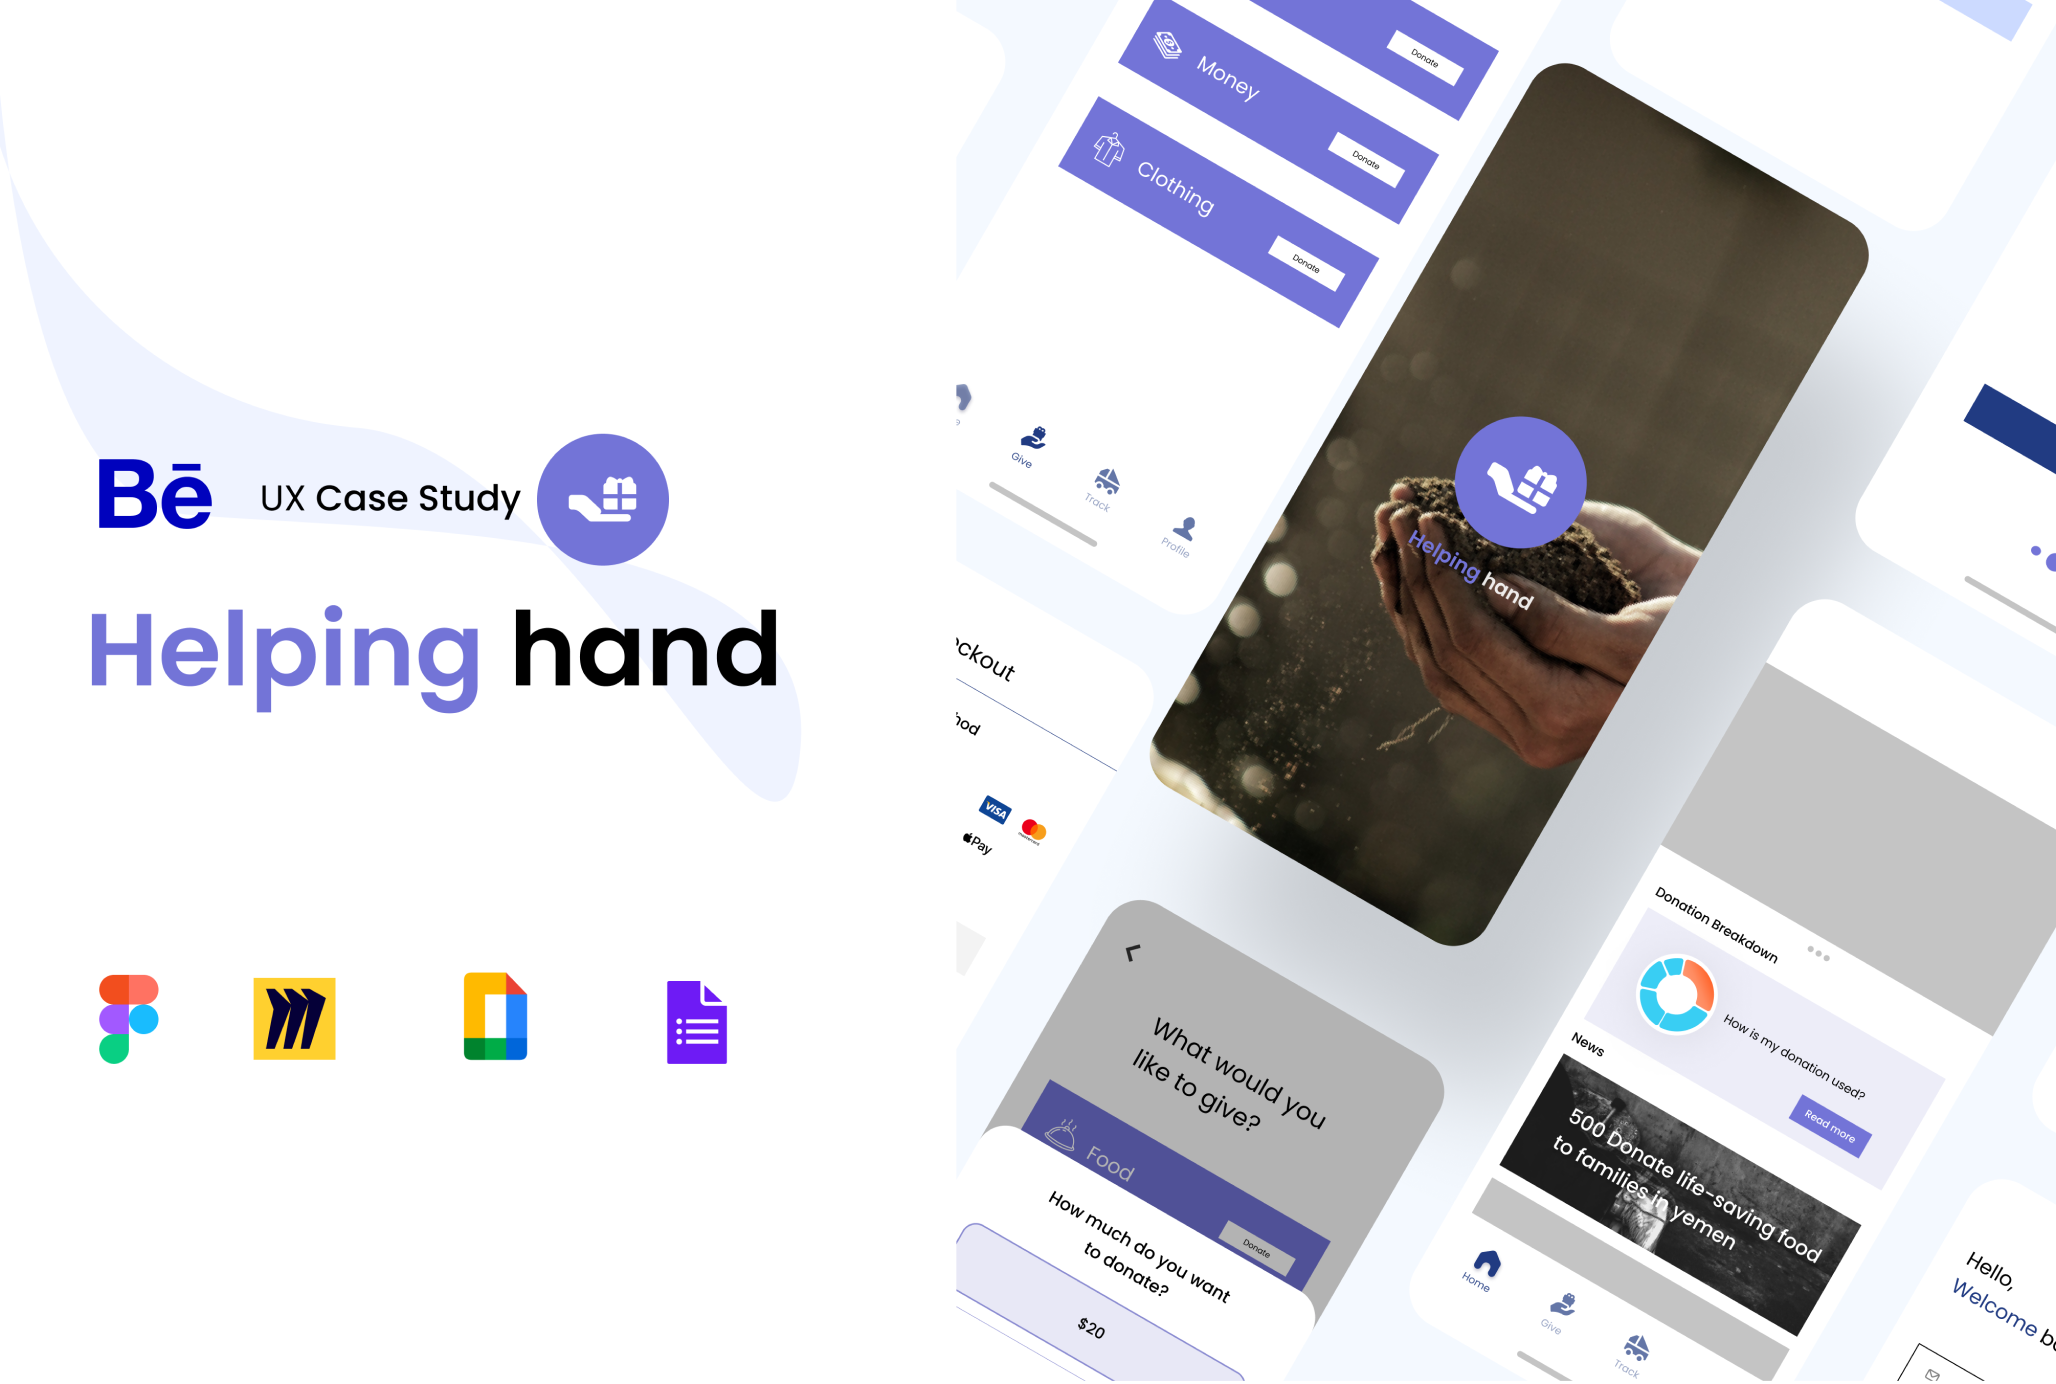 Bē
UX Case Study
Helping hand
Donate
Money
Donate
Clothing
Donate
Give
Track
Profile
VISA
Pay
Helping hand
What would you
like to give?
Food
Donate
How much do you want
to donate?
$20
Donation Breakdown
How is my donation used?
Read more
News
500 Donate life-saving food
to families in yemen
Home
Give
Track
Hello,
Welcome